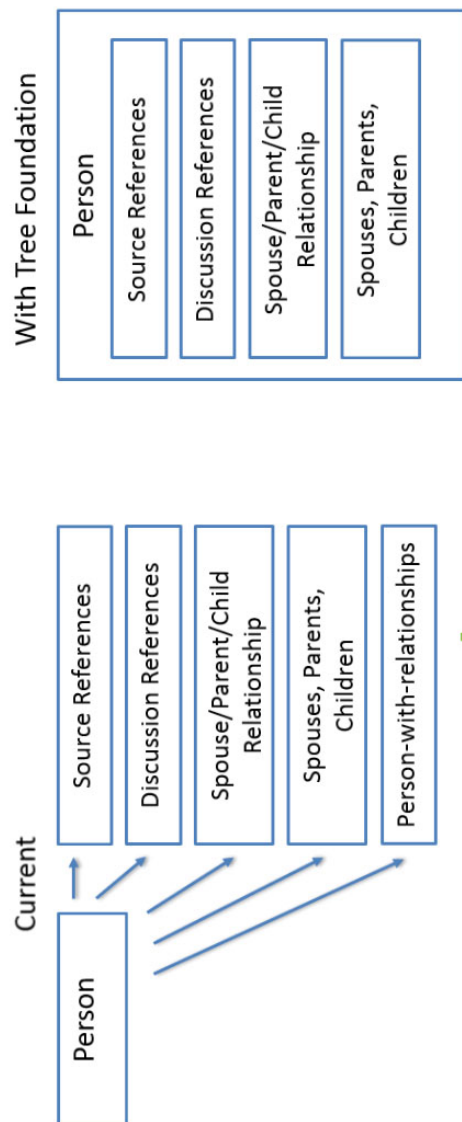 Current
Person
Source References
Discussion References
Spouse/Parent/Child
Relationship
Spouses, Parents,
Children
Person-with-relationships
With Tree Foundation
Person
Source References
Discussion References
Spouse/Parent/Child
Relationship
Spouses, Parents,
Children